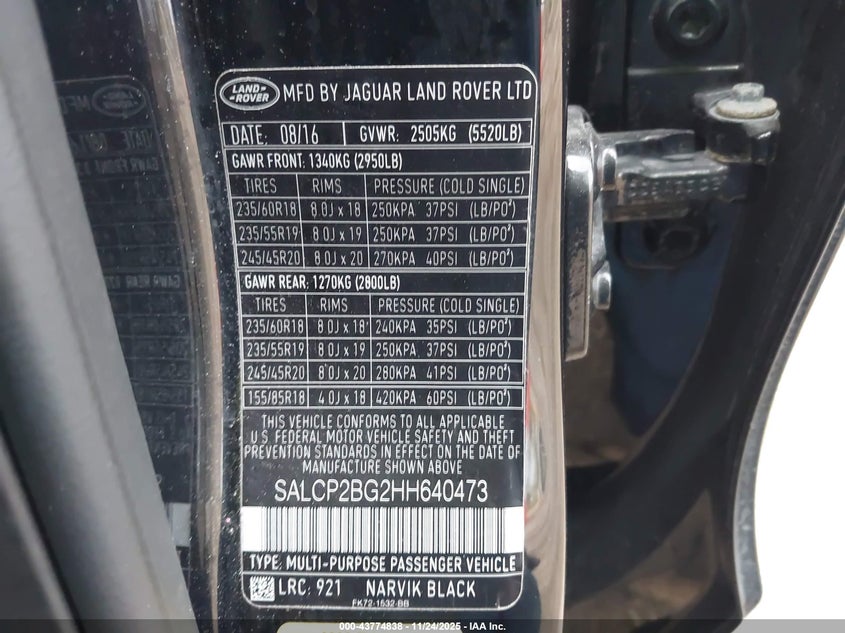 LAND ROVER MFD BY JAGUAR LAND ROVER LTD
DATE: 08/16 GVWR: 2505KG (5520LB)
GAWR FRONT: 1340KG (2950LB)
TIRES RIMS PRESSURE (COLD SINGLE)
235/60R18 8.0J x 18 250KPA 37PSI (LB/PO²)
235/55R19 8.0J x 19 250KPA 37PSI (LB/PO²)
245/45R20 8.0J x 20 270KPA 40PSI (LB/PO²)
GAWR REAR: 1270KG (2800LB)
TIRES RIMS PRESSURE (COLD SINGLE)
235/60R18 8.0J x 18 240KPA 35PSI (LB/PO²)
235/55R19 8.0J x 19 250KPA 37PSI (LB/PO²)
245/45R20 8.0J x 20 280KPA 41PSI (LB/PO²)
155/85R18 4.0J x 18 420KPA 60PSI (LB/PO²)
THIS VEHICLE CONFORMS TO ALL APPLICABLE
U.S. FEDERAL MOTOR VEHICLE SAFETY AND THEFT
PREVENTION STANDARDS IN EFFECT ON THE DATE OF
MANUFACTURE SHOWN ABOVE
SALCP2BG2HH640473
TYPE: MULTI-PURPOSE PASSENGER VEHICLE
LRC: 921 NARVIK BLACK
FK72-1532-BB
000-43774838 - 11/24/2025 - IAA Inc.